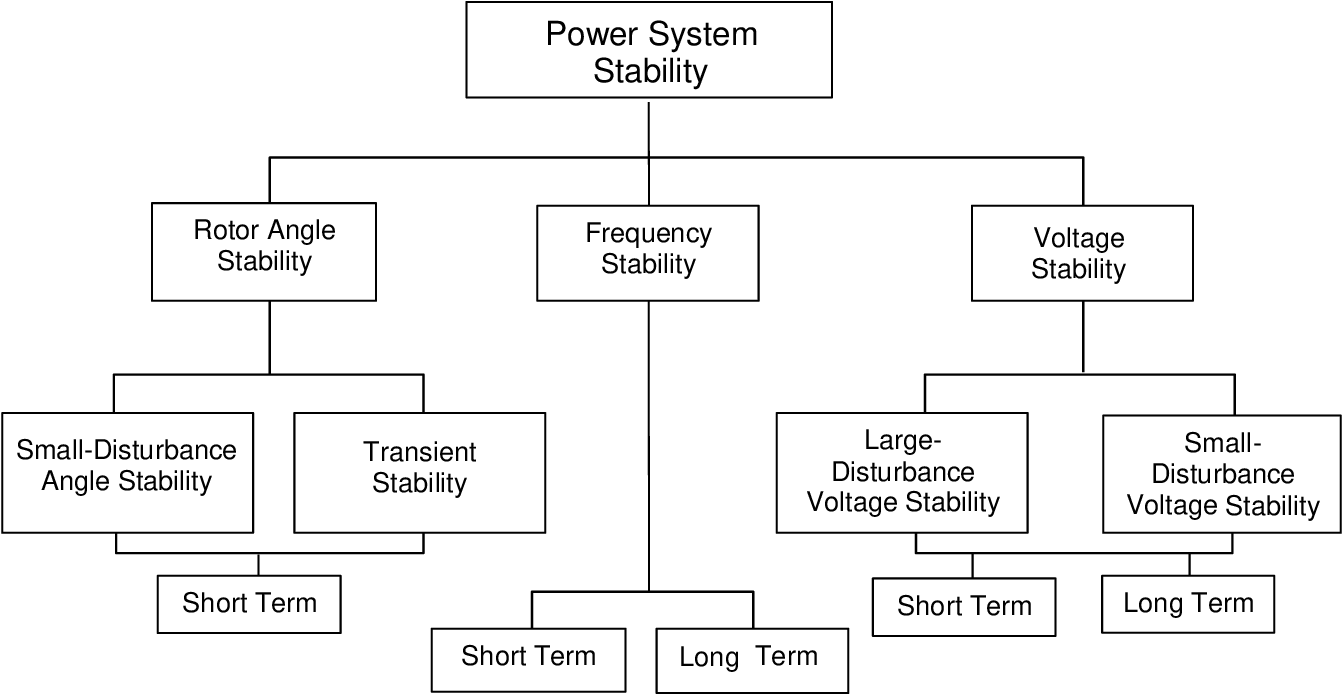 Power System
Stability
Rotor Angle
Stability
Frequency
Stability
Voltage
Stability
Small-Disturbance
Angle Stability
Transient
Stability
Large-
Disturbance
Voltage Stability
Small-
Disturbance
Voltage Stability
Short Term
Short Term
Long Term
Short Term
Long Term